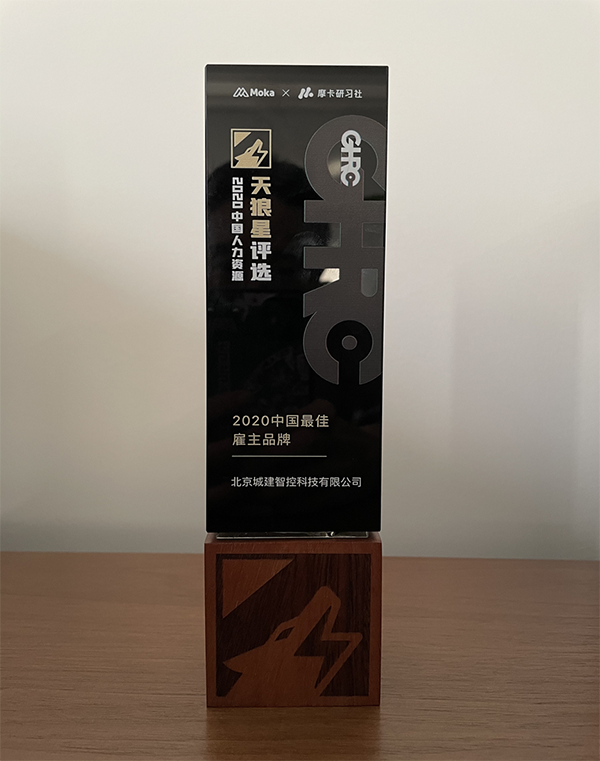 Moka × 摩卡研习社
CHRC
天狼星评选
2020中国人力资源
CHRC
2020中国最佳
雇主品牌
北京城建智控科技有限公司